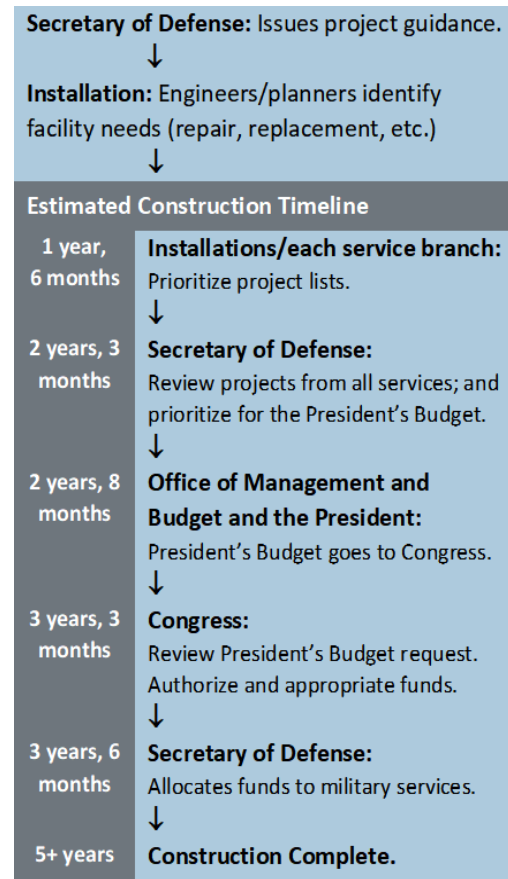 Secretary of Defense: Issues project guidance.
↓
Installation: Engineers/planners identify
facility needs (repair, replacement, etc.)
↓
Estimated Construction Timeline
1 year,
6 months
Installations/each service branch:
Prioritize project lists.
↓
2 years, 3
months
Secretary of Defense:
Review projects from all services; and
prioritize for the President’s Budget.
↓
2 years, 8
months
Office of Management and
Budget and the President:
President’s Budget goes to Congress.
↓
3 years, 3
months
Congress:
Review President’s Budget request.
Authorize and appropriate funds.
↓
3 years, 6
months
Secretary of Defense:
Allocates funds to military services.
↓
5+ years
Construction Complete.